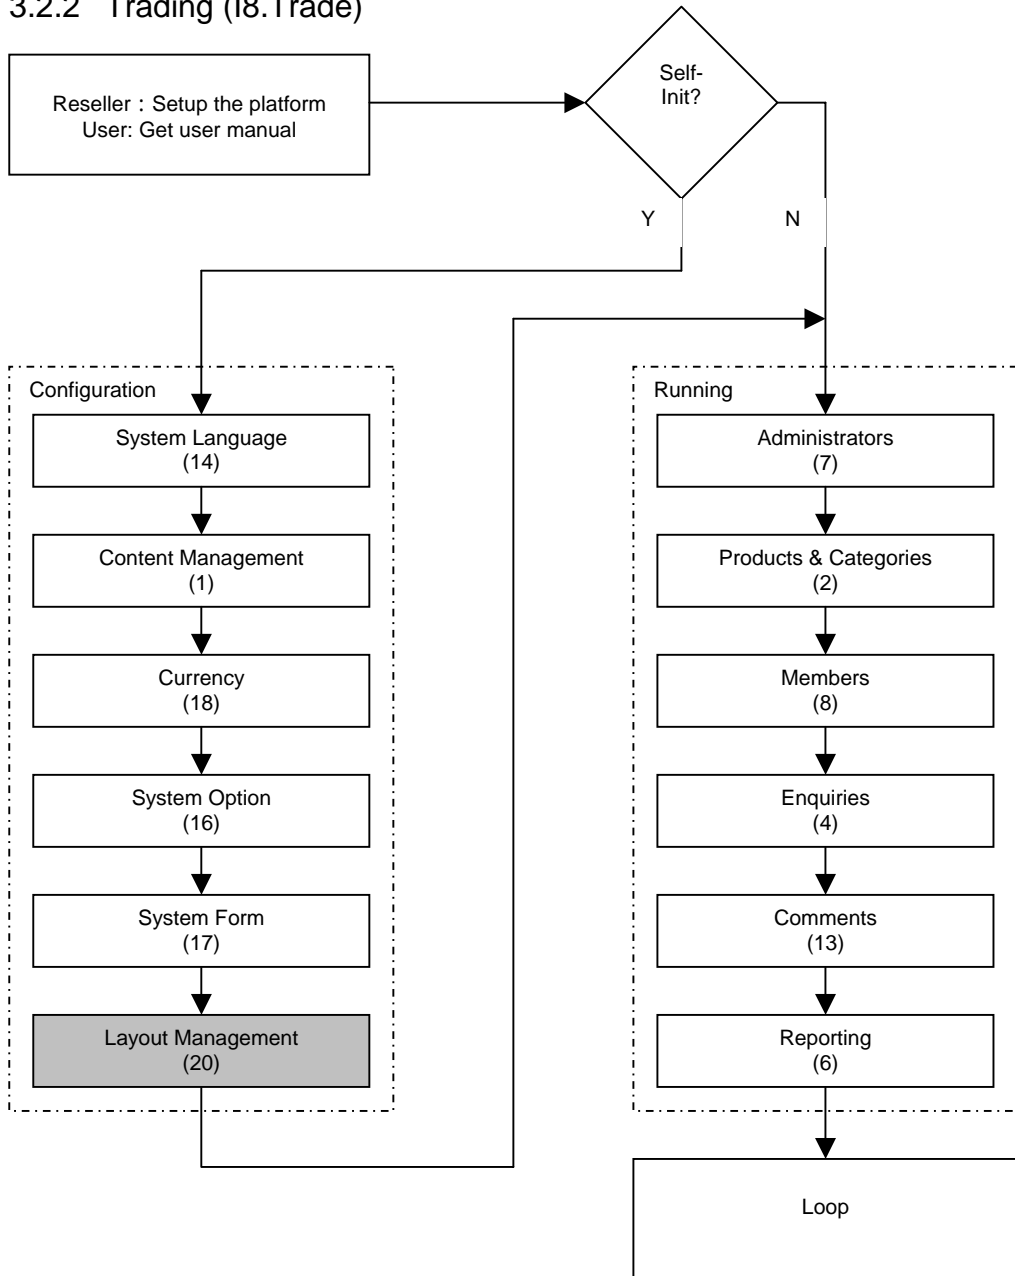 3.2.2 Trading (I8.Trade)
Reseller：Setup the platform
User: Get user manual
Self-
Init?
Y
N
Configuration
System Language
(14)
Content Management
(1)
Currency
(18)
System Option
(16)
System Form
(17)
Layout Management
(20)
Running
Administrators
(7)
Products & Categories
(2)
Members
(8)
Enquiries
(4)
Comments
(13)
Reporting
(6)
Loop